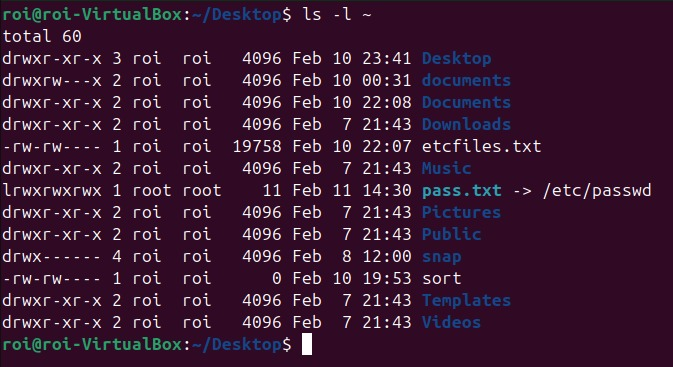 roi@roi-VirtualBox:~/Desktop$ ls -l ~
total 60
drwxr-xr-x 3 roi  roi   4096 Feb 10 23:41 Desktop
drwxrw---x 2 roi  roi   4096 Feb 10 00:31 documents
drwxr-xr-x 2 roi  roi   4096 Feb 10 22:08 Documents
drwxr-xr-x 2 roi  roi   4096 Feb  7 21:43 Downloads
-rw-rw---- 1 roi  roi  19758 Feb 10 22:07 etcfiles.txt
drwxr-xr-x 2 roi  roi   4096 Feb  7 21:43 Music
lrwxrwxrwx 1 root root    11 Feb 11 14:30 pass.txt -> /etc/passwd
drwxr-xr-x 2 roi  roi   4096 Feb  7 21:43 Pictures
drwxr-xr-x 2 roi  roi   4096 Feb  7 21:43 Public
drwx------ 4 roi  roi   4096 Feb  8 12:00 snap
-rw-rw---- 1 roi  roi      0 Feb 10 19:53 sort
drwxr-xr-x 2 roi  roi   4096 Feb  7 21:43 Templates
drwxr-xr-x 2 roi  roi   4096 Feb  7 21:43 Videos
roi@roi-VirtualBox:~/Desktop$